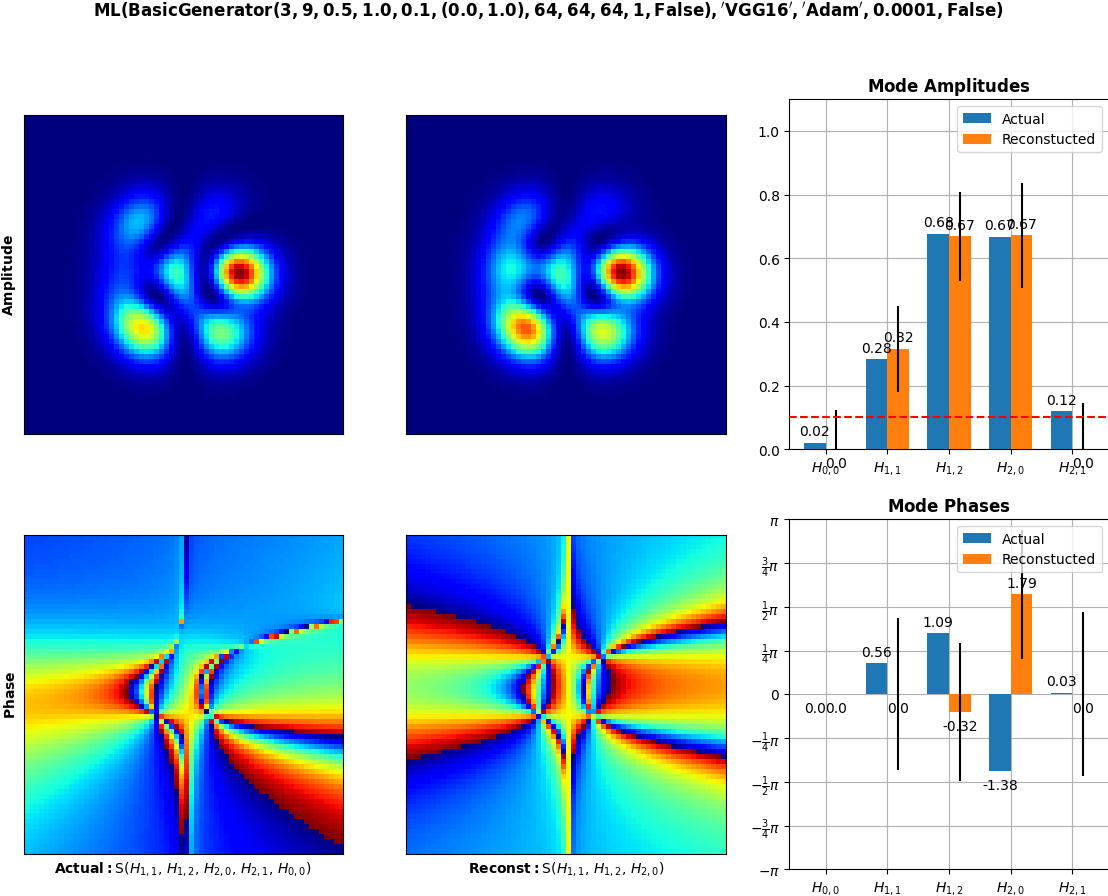 ML(BasicGenerator(3, 9, 0.5, 1.0, 0.1, (0.0, 1.0), 64, 64, 64, 1, False), ′VGG16′, ′Adam′, 0.0001, False)
Amplitude
Mode Amplitudes
Actual
Reconstucted
1.0
0.8
0.6
0.4
0.2
0.0
0.02
0.0
0.28
0.32
0.68
0.67
0.67
0.67
0.12
0.0
H0,0
H1,1
H1,2
H2,0
H2,1
Phase
Actual: S(H1,1, H1,2, H2,0, H2,1, H0,0)
Reconst: S(H1,1, H1,2, H2,0)
Mode Phases
Actual
Reconstucted
π
3/4π
1/2π
1/4π
0
−1/4π
−1/2π
−3/4π
−π
0.0
0.0
0.56
0.0
1.09
-0.32
-1.38
1.79
0.03
0.0
H0,0
H1,1
H1,2
H2,0
H2,1